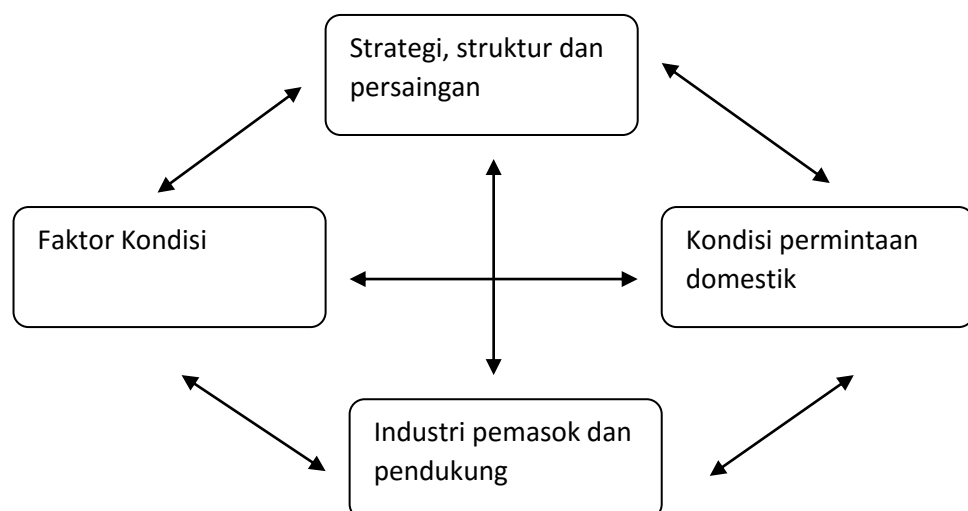 Strategi, struktur dan
persaingan
Faktor Kondisi
Kondisi permintaan
domestik
Industri pemasok dan
pendukung